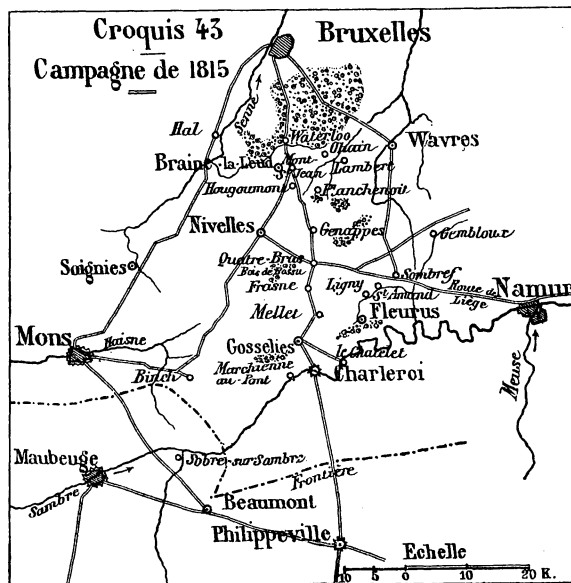 Croquis 43
Campagne de 1815
Bruxelles
Senne
Hal
Waterloo
Ohain
Wavres
Brain-la-Leud
Mont
St Jean
Lambert
Hougoumont
Planchenoit
Nivelles
Genappes
Gembloux
Quatre-Bras
Bois de Bossu
Soignies
Frasne
Ligny
Sombref
St Amand
Route de
Liège
Namur
Mellet
Fleurus
Mons
Haisne
Gosselies
le Chatelet
Binch
Marchienne
au-Pont
Charleroi
Meuse
Maubeuge
Sobre-sur-Sambre
Sambre
Frontière
Beaumont
Philippeville
Echelle
10 5 0 10 20 K.